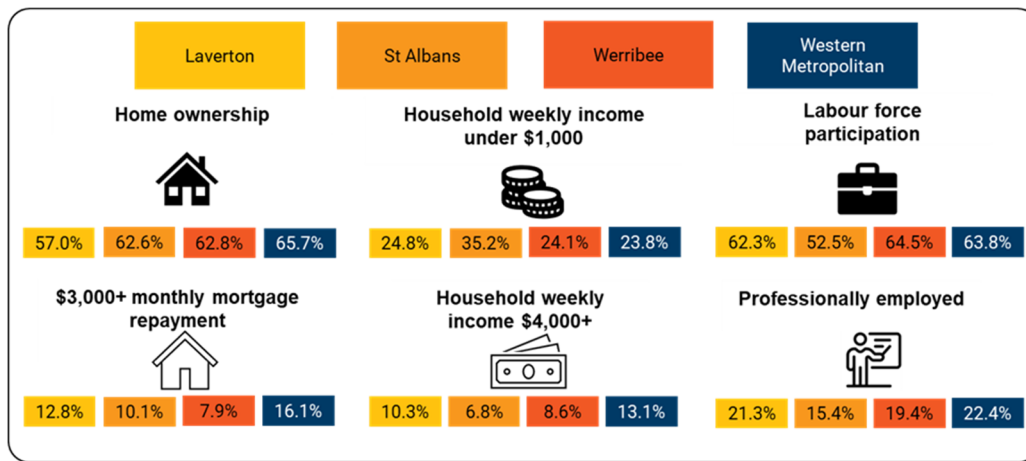 Laverton
St Albans
Werribee
Western
Metropolitan
Home ownership
57.0% 62.6% 62.8% 65.7%
Household weekly income
under $1,000
24.8% 35.2% 24.1% 23.8%
Labour force
participation
62.3% 52.5% 64.5% 63.8%
$3,000+ monthly mortgage
repayment
12.8% 10.1% 7.9% 16.1%
Household weekly
income $4,000+
10.3% 6.8% 8.6% 13.1%
Professionally employed
21.3% 15.4% 19.4% 22.4%